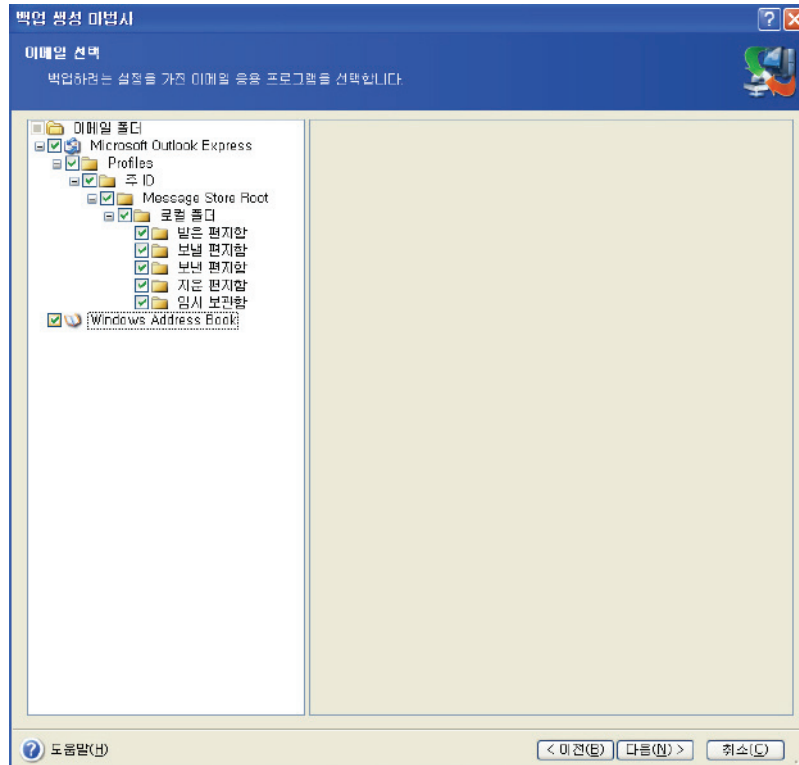 백업 생성 마법사
이메일 선택
백업하려는 설정을 가진 이메일 응용 프로그램을 선택합니다.
이메일 폴더
Microsoft Outlook Express
Profiles
주 ID
Message Store Root
로컬 폴더
받은 편지함
보낼 편지함
보낸 편지함
지운 편지함
임시 보관함
Windows Address Book
도움말(H)
< 이전(B)
다음(N) >
취소(C)